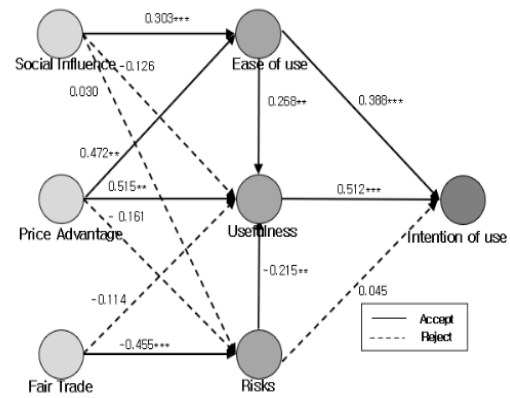 0.303***
Social Influence
-0.126
Ease of use
0.030
0.268**
0.388***
0.472**
0.515**
0.512***
- 0.161
Price Advantage
Usefulness
Intention of use
-0.215**
-0.114
0.045
-0.455***
Accept
Reject
Fair Trade
Risks